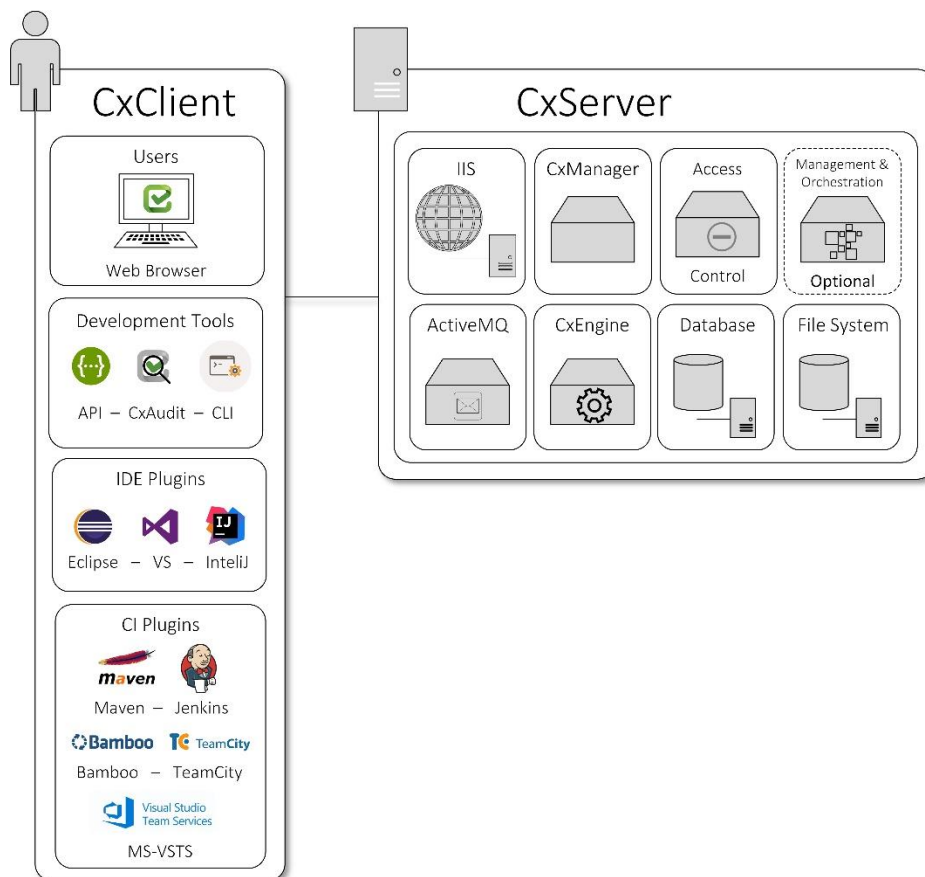 CxClient
Users
Web Browser
Development Tools
API – CxAudit – CLI
IDE Plugins
IJ
Eclipse – VS – InteliJ
CI Plugins
maven
Maven – Jenkins
Bamboo TC TeamCity
Bamboo – TeamCity
Visual Studio
Team Services
MS-VSTS
CxServer
IIS
CxManager
Access
Control
Management &
Orchestration
Optional
ActiveMQ
CxEngine
Database
File System